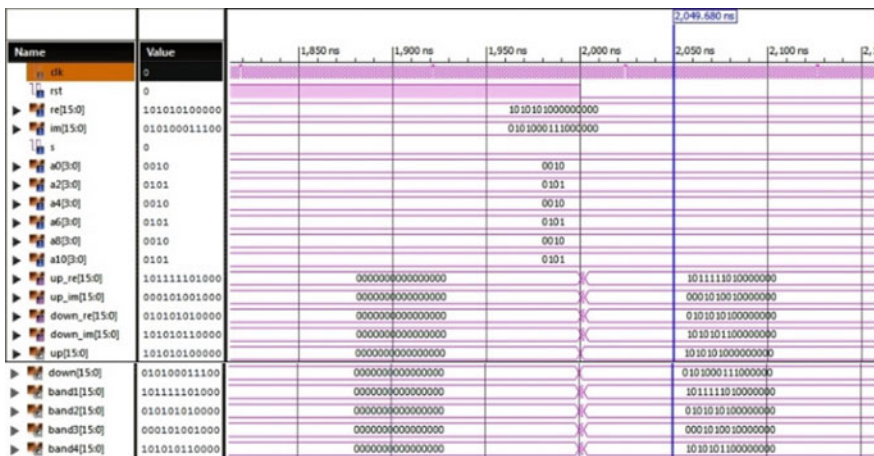 2,049.680 ns
Name Value 1,850 ns 1,900 ns 1,950 ns 2,000 ns 2,050 ns 2,100 ns 2,
clk 0
rst 0
re[15:0] 101010100000 1010101000000000
im[15:0] 010100011100 0101000111000000
s 0
a0[3:0] 0010 0010
a2[3:0] 0101 0101
a4[3:0] 0010 0010
a6[3:0] 0101 0101
a8[3:0] 0010 0010
a10[3:0] 0101 0101
up_re[15:0] 101111101000 0000000000000000 1011111010000000
up_im[15:0] 000101001000 0000000000000000 0001010010000000
down_re[15:0] 010101010000 0000000000000000 0101010100000000
down_im[15:0] 101010110000 0000000000000000 1010101100000000
up[15:0] 101010100000 0000000000000000 1010101000000000
down[15:0] 010100011100 0000000000000000 0101000111000000
band1[15:0] 101111101000 0000000000000000 1011111010000000
band2[15:0] 010101010000 0000000000000000 0101010100000000
band3[15:0] 000101001000 0000000000000000 0001010010000000
band4[15:0] 101010110000 0000000000000000 1010101100000000